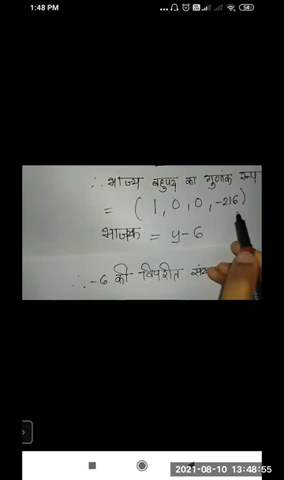 1:48 PM
56
∴ भाज्य बहुपद का गुणांक रूप
= ( 1, 0, 0, -216)
भाजक = y-6
∴ -6 की विपरीत
2021-08-10 13:48:55